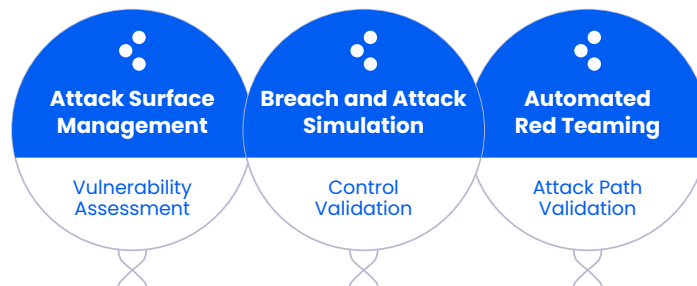 Attack Surface
Management
Vulnerability
Assessment
Breach and Attack
Simulation
Control
Validation
Automated
Red Teaming
Attack Path
Validation